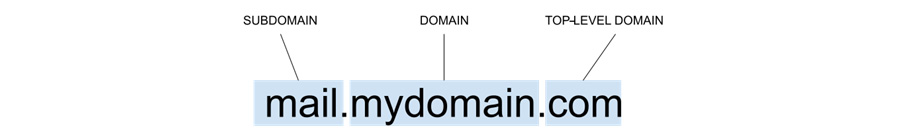 SUBDOMAIN DOMAIN TOP-LEVEL DOMAIN
mail.mydomain.com